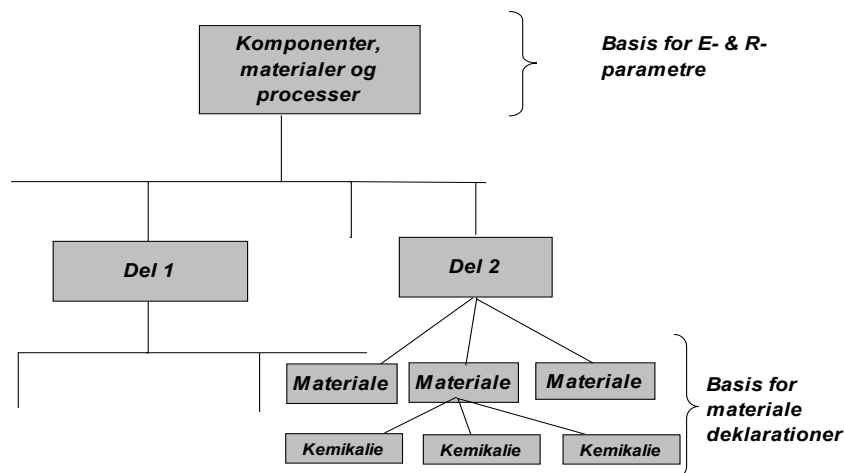 Komponenter,
materialer og
processer
Basis for E- & R-
parametre
Del 1
Del 2
Materiale
Materiale
Materiale
Basis for
materiale
deklarationer
Kemikalie
Kemikalie
Kemikalie